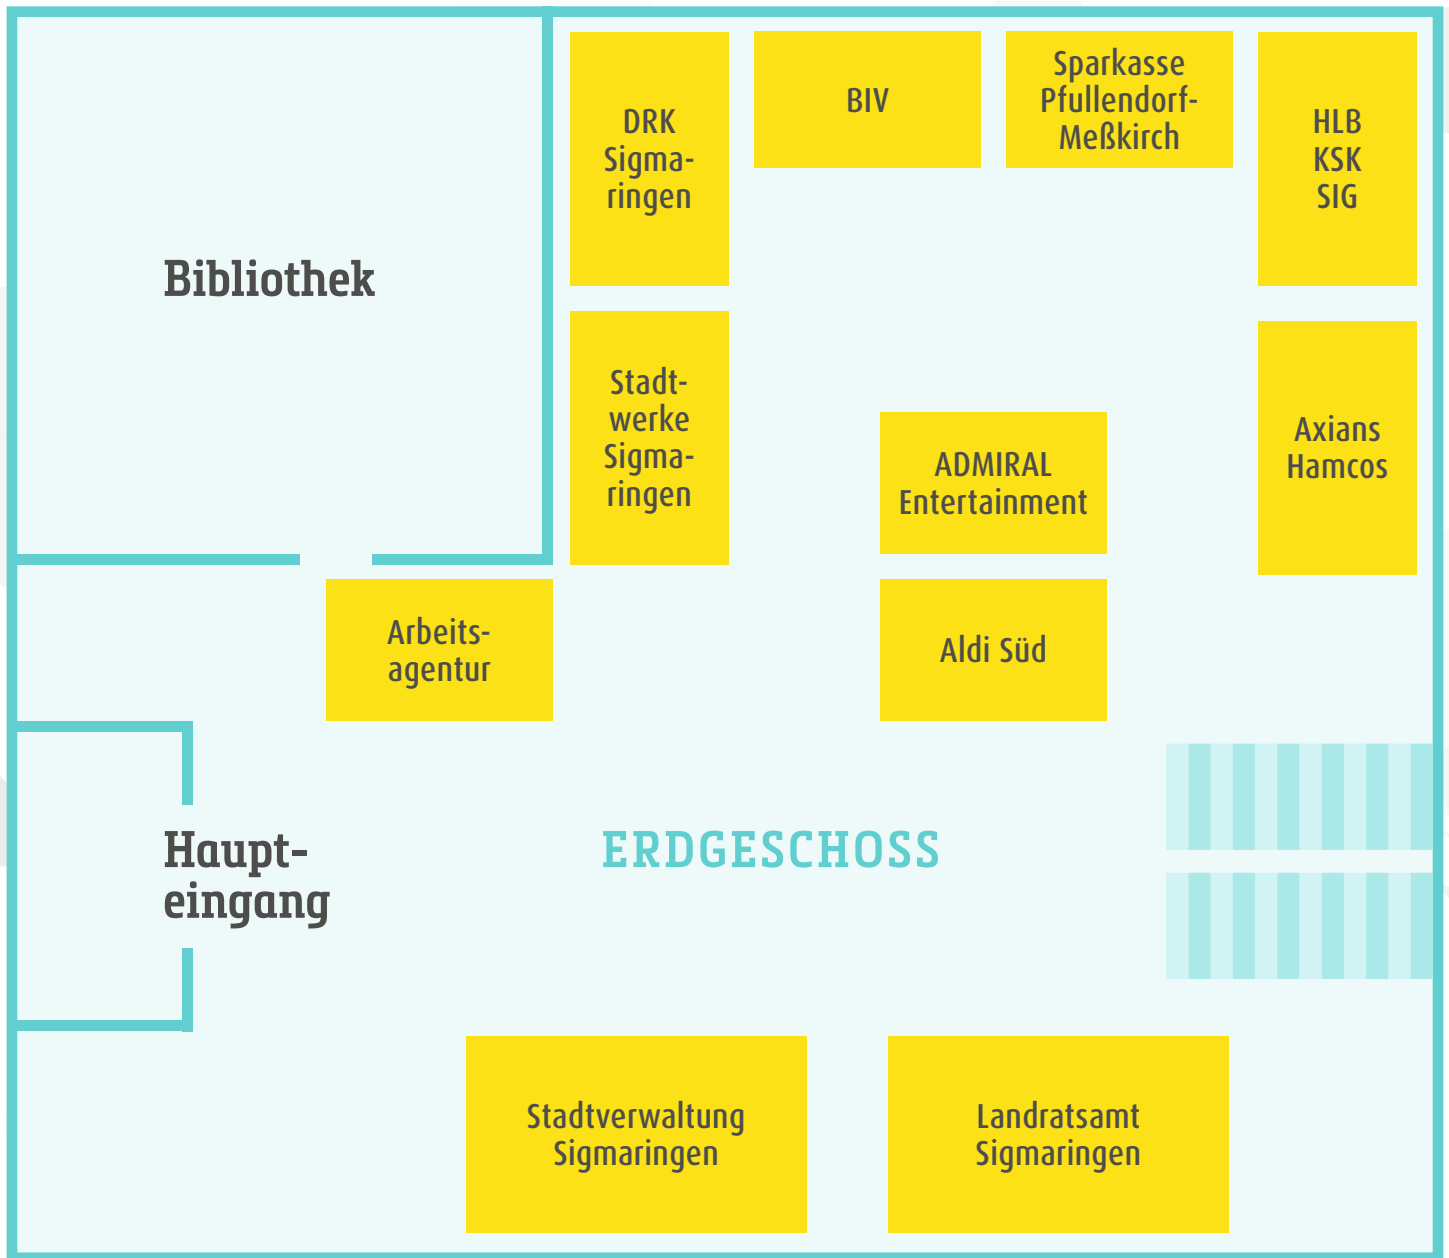 DRK
Sigma-
ringen
BIV
Sparkasse
Pfullendorf-
Meßkirch
HLB
KSK
SIG
Bibliothek
Stadt-
werke
Sigma-
ringen
ADMIRAL
Entertainment
Axians
Hamcos
Arbeits-
agentur
Aldi Süd
Haupt-
eingang
ERDGESCHOSS
Stadtverwaltung
Sigmaringen
Landratsamt
Sigmaringen